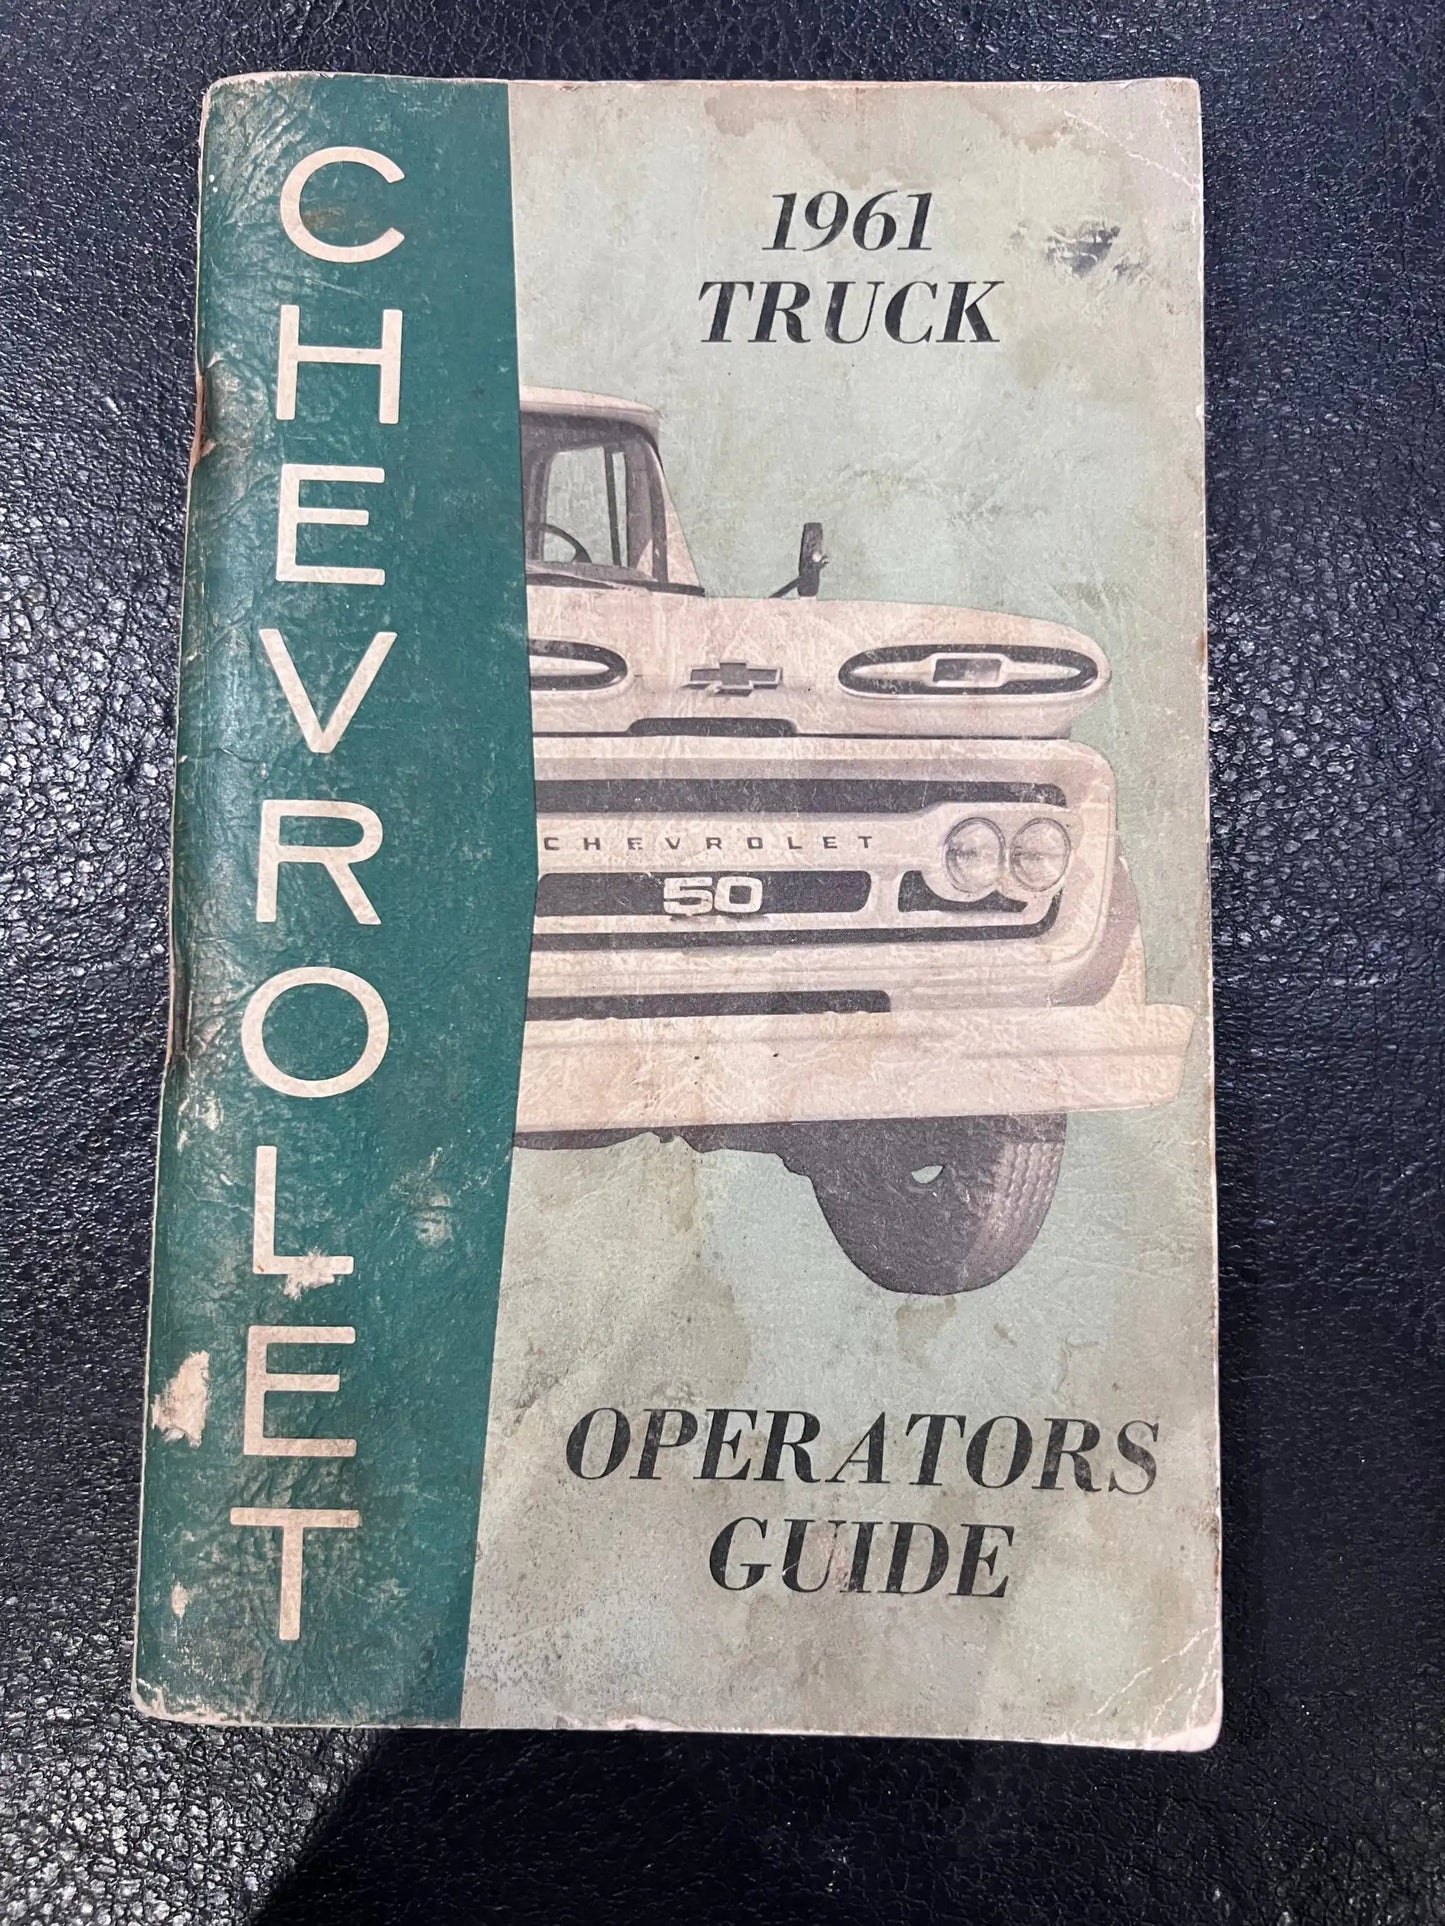 CHEVROLET
1961
TRUCK
CHEVROLET
50
OPERATORS
GUIDE